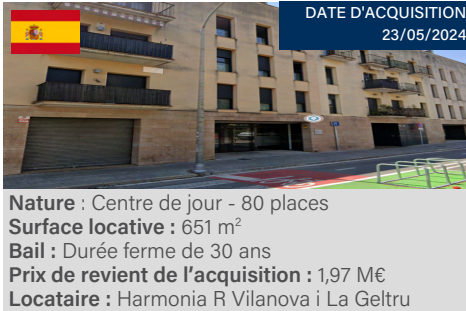 DATE D'ACQUISITION
23/05/2024
Nature : Centre de jour - 80 places
Surface locative : 651 m²
Bail : Durée ferme de 30 ans
Prix de revient de l'acquisition : 1,97 M€
Locataire : Harmonia R Vilanova i La Geltru